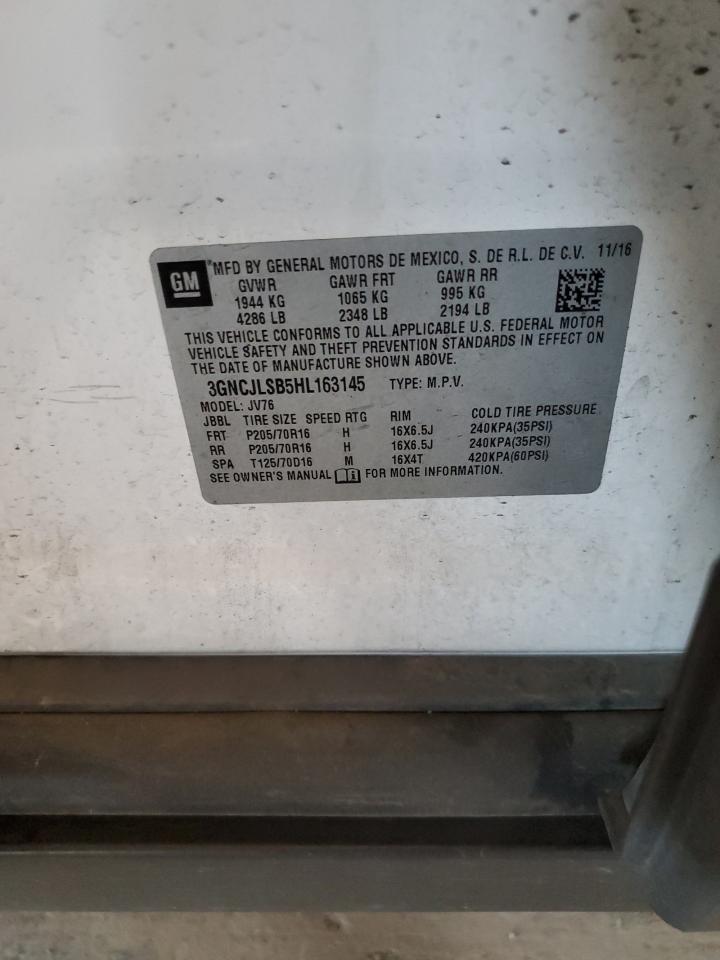 GM MFD BY GENERAL MOTORS DE MEXICO, S. DE R.L. DE C.V. 11/16
GVWR GAWR FRT GAWR RR
1944 KG 1065 KG 995 KG
4286 LB 2348 LB 2194 LB
THIS VEHICLE CONFORMS TO ALL APPLICABLE U.S. FEDERAL MOTOR
VEHICLE SAFETY AND THEFT PREVENTION STANDARDS IN EFFECT ON
THE DATE OF MANUFACTURE SHOWN ABOVE.
3GNCJLSB5HL163145 TYPE: M.P.V.
MODEL: JV76
JBBL TIRE SIZE SPEED RTG RIM COLD TIRE PRESSURE
FRT P205/70R16 H 16X6.5J 240KPA(35PSI)
RR P205/70R16 H 16X6.5J 240KPA(35PSI)
SPA T125/70D16 M 16X4T 420KPA(60PSI)
SEE OWNER'S MANUAL FOR MORE INFORMATION.